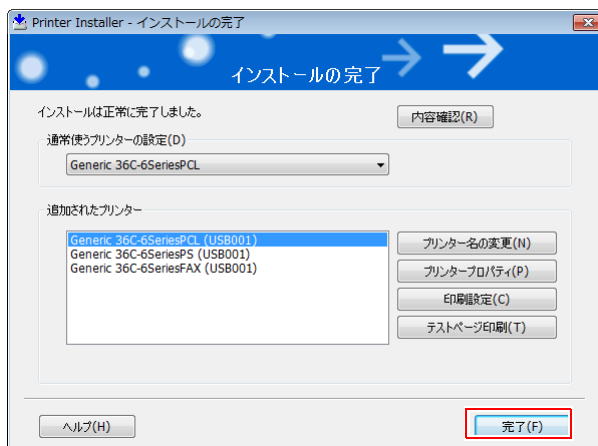 Printer Installer - インストールの完了
インストールの完了
インストールは正常に完了しました。
内容確認(R)
通常使うプリンターの設定(D)
Generic 36C-6SeriesPCL
追加されたプリンター
Generic 36C-6SeriesPCL (USB001)
Generic 36C-6SeriesPS (USB001)
Generic 36C-6SeriesFAX (USB001)
プリンター名の変更(N)
プリンタープロパティ(P)
印刷設定(C)
テストページ印刷(T)
ヘルプ(H)
完了(F)